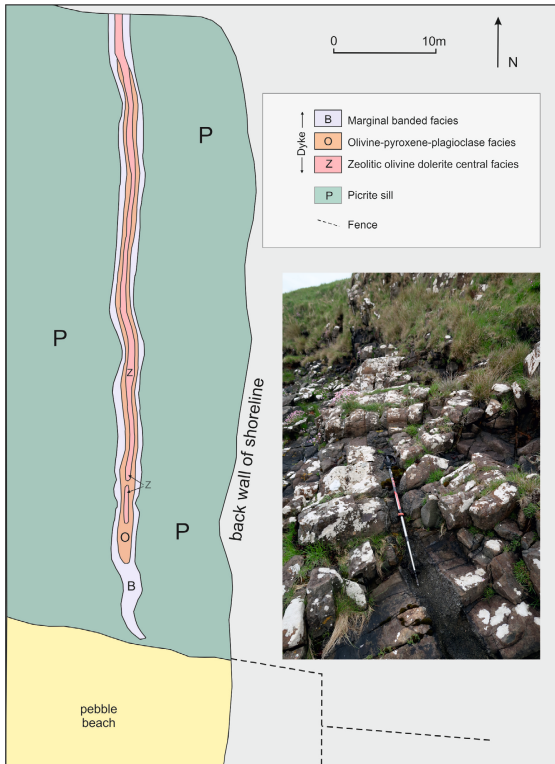 0 10m
N
B Marginal banded facies
O Olivine-pyroxene-plagioclase facies
Z Zeolitic olivine dolerite central facies
Dyke
P Picrite sill
Fence
P
P
Z
Z
P
O
B
back wall of shoreline
pebble
beach